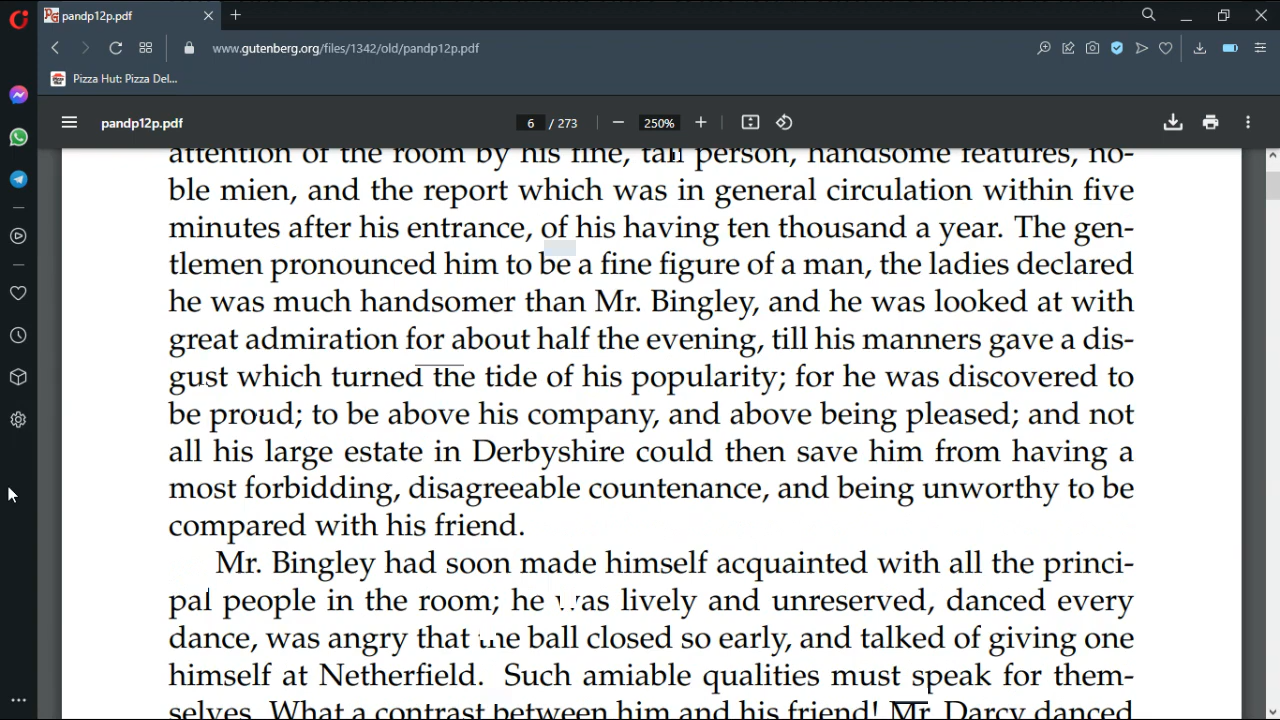 pandp12p.pdf
www.gutenberg.org/files/1342/old/pandp12p.pdf
Pizza Hut: Pizza Del...
pandp12p.pdf
6 / 273
250%
attention of the room by his fine, tall person, handsome features, no-
ble mien, and the report which was in general circulation within five
minutes after his entrance, of his having ten thousand a year. The gen-
tlemen pronounced him to be a fine figure of a man, the ladies declared
he was much handsomer than Mr. Bingley, and he was looked at with
great admiration for about half the evening, till his manners gave a dis-
gust which turned the tide of his popularity; for he was discovered to
be proud; to be above his company, and above being pleased; and not
all his large estate in Derbyshire could then save him from having a
most forbidding, disagreeable countenance, and being unworthy to be
compared with his friend.
Mr. Bingley had soon made himself acquainted with all the princi-
pal people in the room; he was lively and unreserved, danced every
dance, was angry that the ball closed so early, and talked of giving one
himself at Netherfield. Such amiable qualities must speak for them-
selves. What a contrast between him and his friend! Mr. Darcy danced